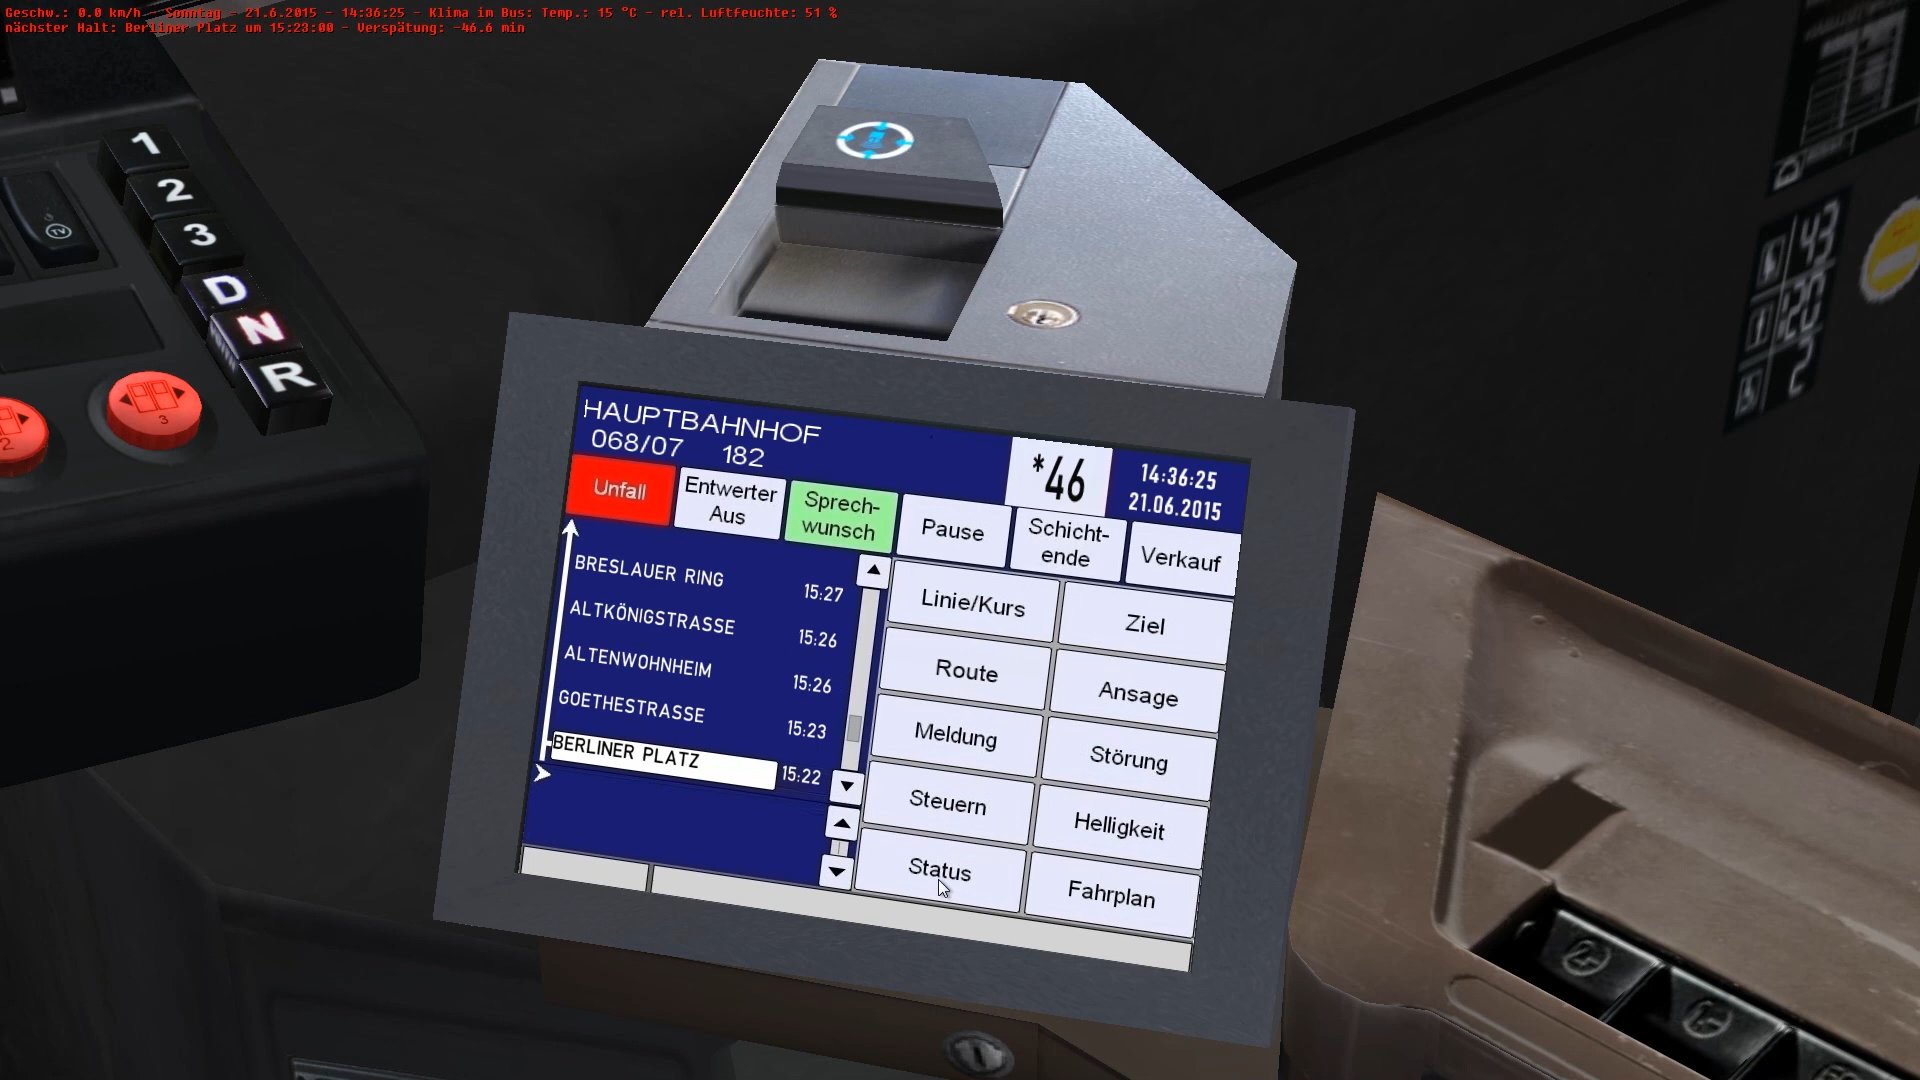 Geschw.: 0.0 km/h - Sonntag - 21.6.2015 - 14:36:25 - Klima im Bus: Temp.: 15 °C - rel. Luftfeuchte: 51 %
nächster Halt: Berliner Platz um 15:23:00 - Verspätung: -46.6 min
1
2
3
D
N
R
TV
2
3
HAUPTBAHNHOF
068/07 182
*46
14:36:25
21.06.2015
Unfall
Entwerter
Aus
Sprech-
wunsch
Pause
Schicht-
ende
Verkauf
BRESLAUER RING 15:27
ALTKÖNIGSTRASSE 15:26
ALTENWOHNHEIM 15:26
GOETHESTRASSE 15:23
BERLINER PLATZ 15:22
Linie/Kurs
Ziel
Route
Ansage
Meldung
Störung
Steuern
Helligkeit
Status
Fahrplan